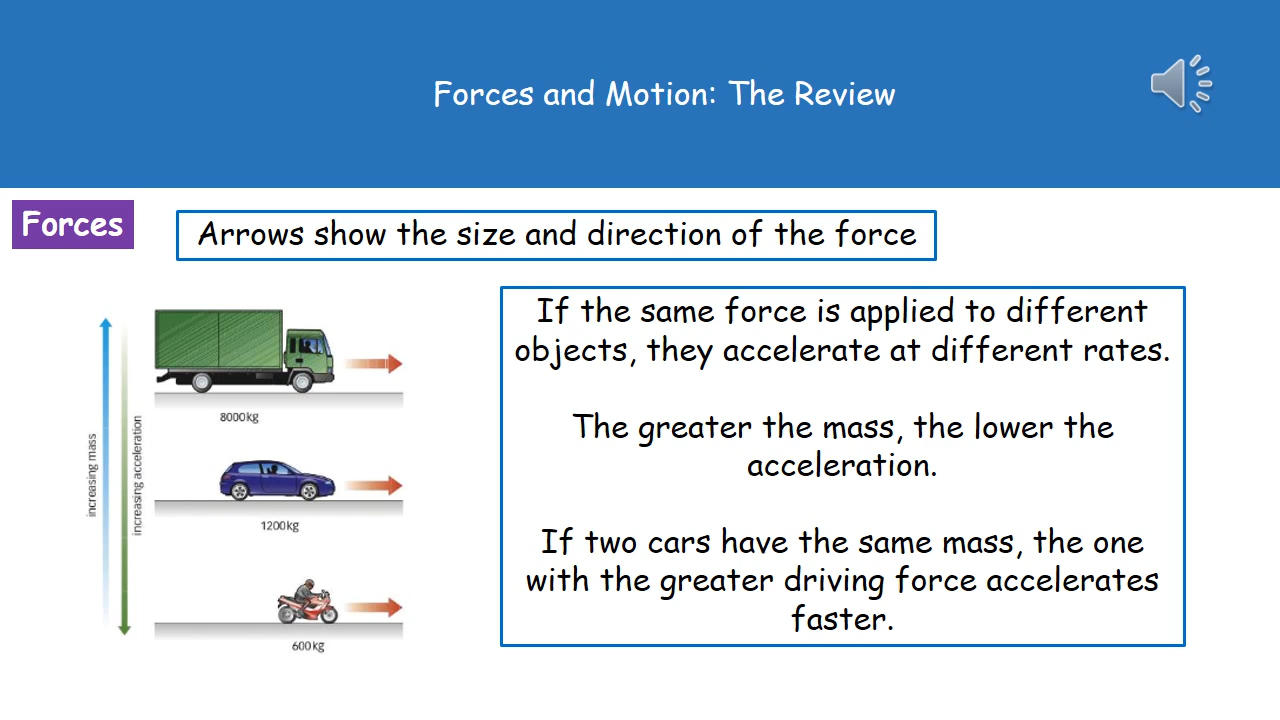 Forces and Motion: The Review
Forces
Arrows show the size and direction of the force
If the same force is applied to different
objects, they accelerate at different rates.
The greater the mass, the lower the
acceleration.
If two cars have the same mass, the one
with the greater driving force accelerates
faster.
increasing mass
increasing acceleration
8000kg
1200kg
600kg